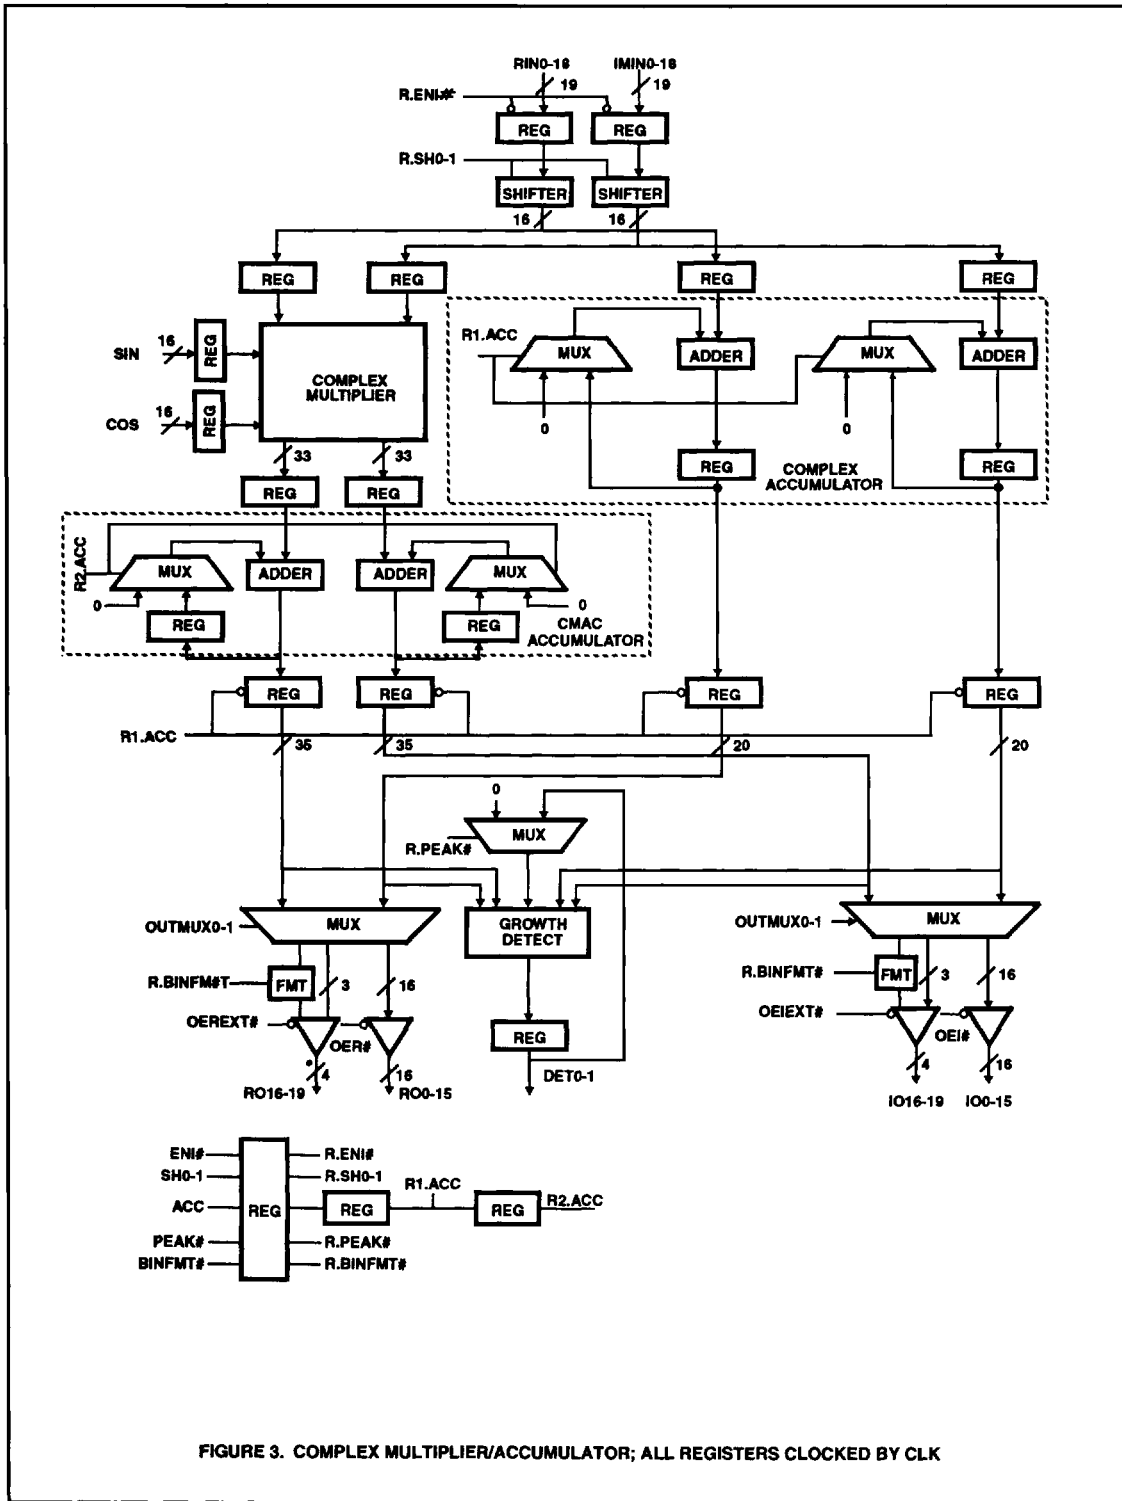 RIN0-18 IMIN0-18
19 19
R.ENI#
REG REG
R.SH0-1
SHIFTER SHIFTER
16 16
REG REG REG REG
SIN 16 REG
COS 16 REG
COMPLEX
MULTIPLIER
R1.ACC
MUX ADDER MUX ADDER
0 0
REG REG
COMPLEX
ACCUMULATOR
33 33
REG REG
R2.ACC
MUX ADDER ADDER MUX
0 0
REG REG
CMAC
ACCUMULATOR
REG REG REG REG
R1.ACC
35 35 20 20
0
MUX
R.PEAK#
OUTMUX0-1 MUX
GROWTH
DETECT
OUTMUX0-1 MUX
R.BINFM#T FMT 3 16
R.BINFMT# FMT 3 16
OEREXT# OER#
REG
OEIEXT# OEI#
4 16
DET0-1
4 16
RO16-19 RO0-15
IO16-19 IO0-15
ENI# R.ENI#
SH0-1 R.SH0-1
ACC REG REG R1.ACC REG R2.ACC
PEAK# R.PEAK#
BINFMT# R.BINFMT#
FIGURE 3. COMPLEX MULTIPLIER/ACCUMULATOR; ALL REGISTERS CLOCKED BY CLK